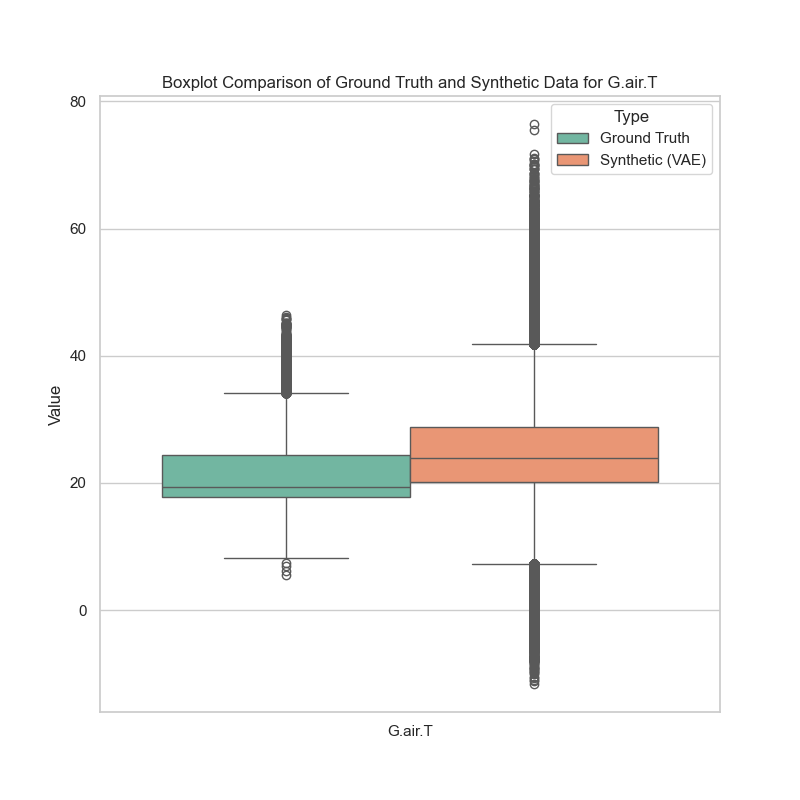 Boxplot Comparison of Ground Truth and Synthetic Data for G.air.T
Type
Ground Truth
Synthetic (VAE)
80
60
40
20
0
Value
G.air.T